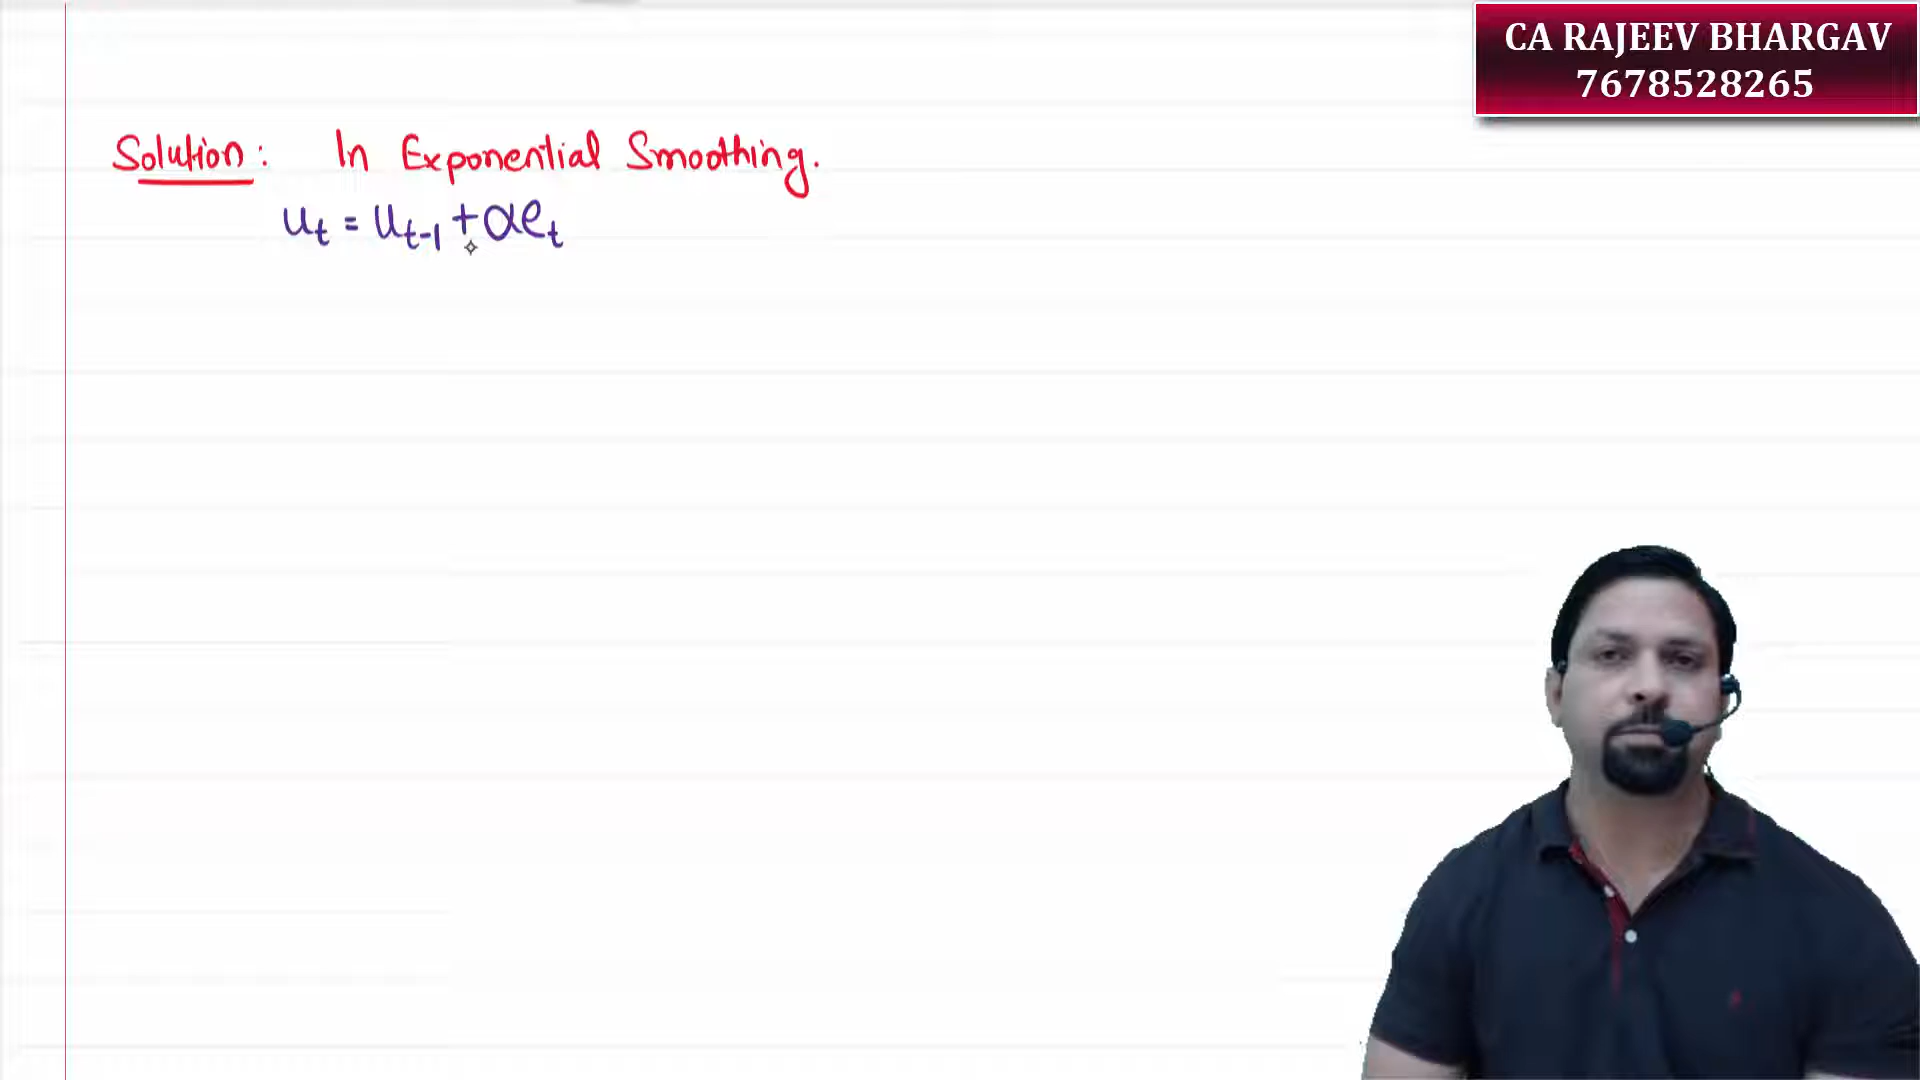 CA RAJEEV BHARGAV
7678528265
Solution: In Exponential Smoothing.
uₜ = uₜ₋₁ + αeₜ